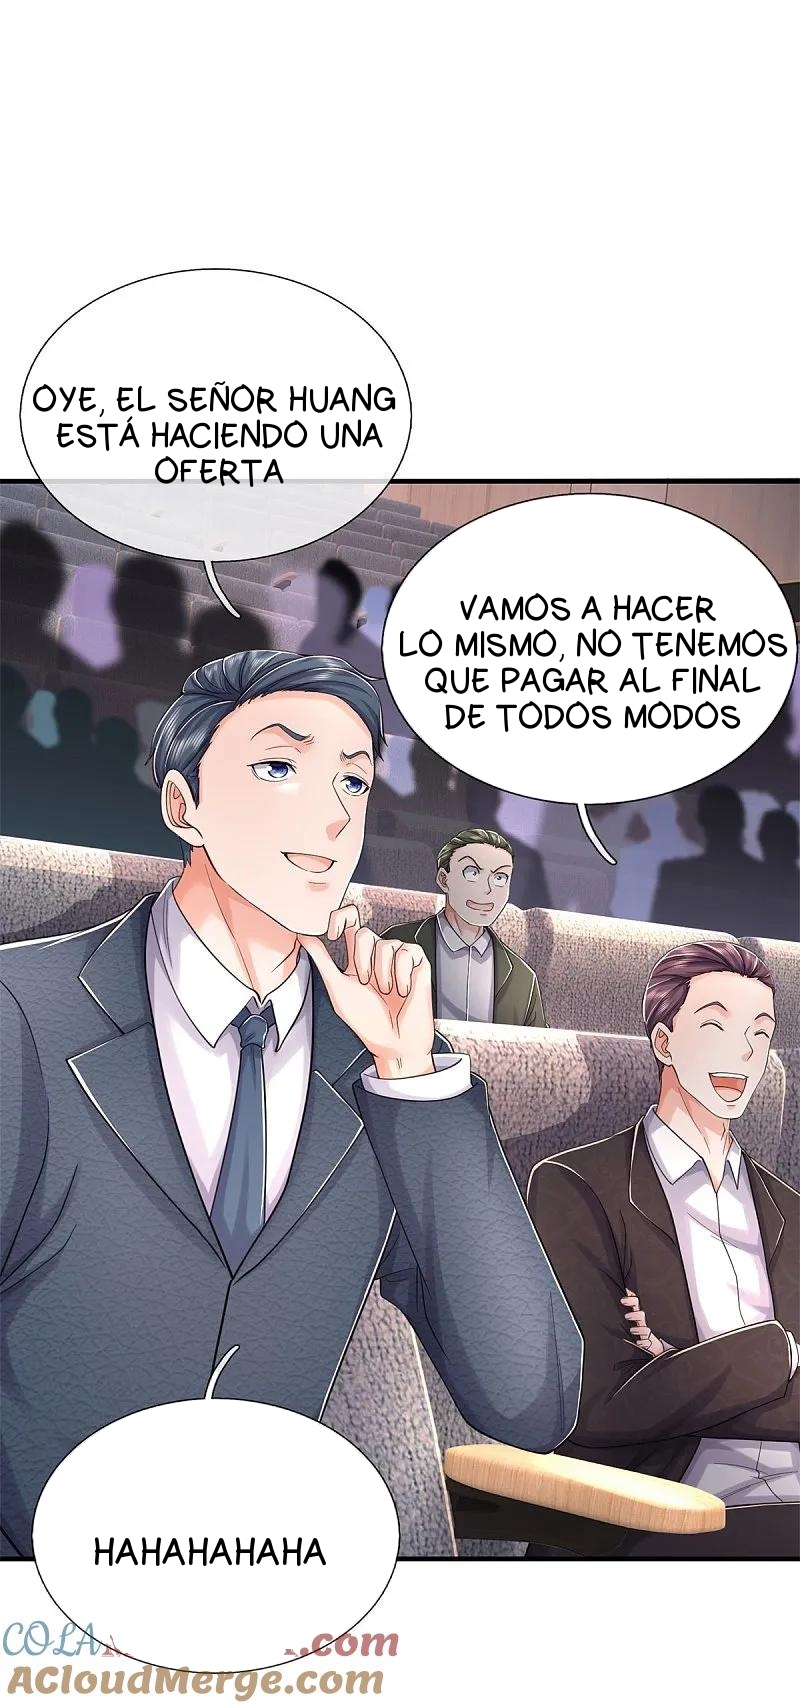 OYE, EL SEÑOR HUANG
ESTÁ HACIENDO UNA
OFERTA
VAMOS A HACER
LO MISMO, NO TENEMOS
QUE PAGAR AL FINAL
DE TODOS MODOS
HAHAHAHAHA
COLA .com
ACloudMerge.com